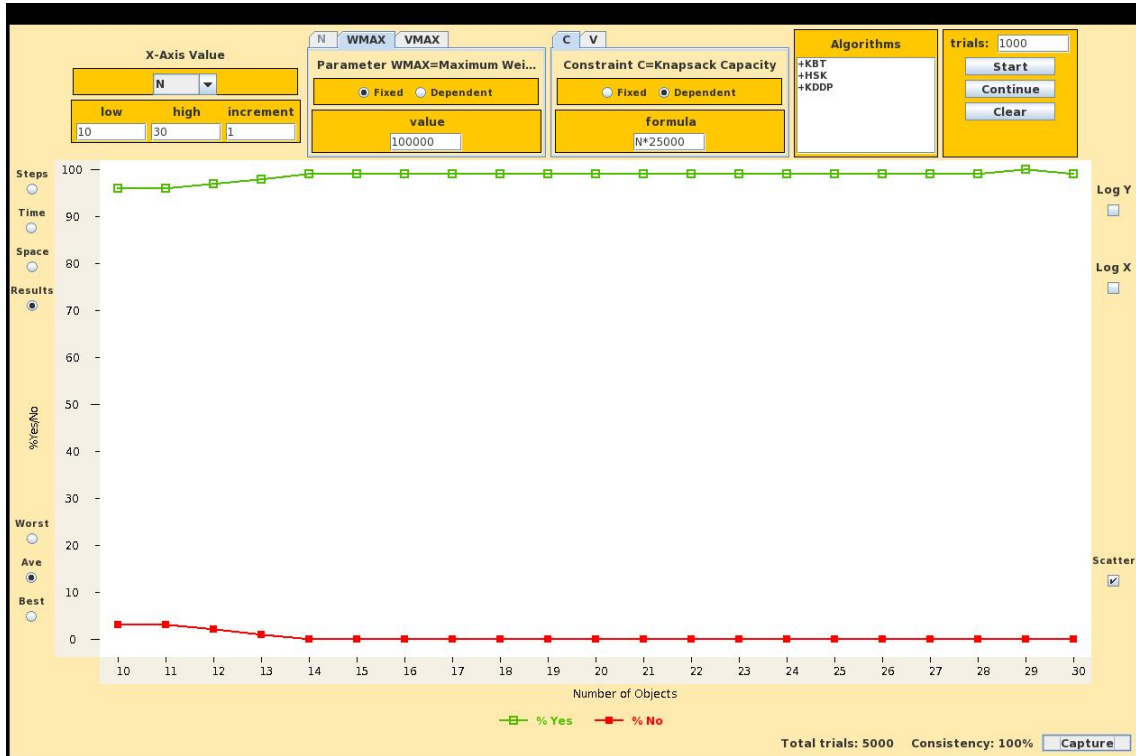 X-Axis Value
N
low high increment
10 30 1
N WMAX VMAX
Parameter WMAX=Maximum Wei...
Fixed Dependent
value
100000
C V
Constraint C=Knapsack Capacity
Fixed Dependent
formula
N*25000
Algorithms
+KBT
+HSK
+KDDP
trials: 1000
Start
Continue
Clear
Steps
Time
Space
Results
%Yes/No
Worst
Ave
Best
100
90
80
70
60
50
40
30
20
10
0
10 11 12 13 14 15 16 17 18 19 20 21 22 23 24 25 26 27 28 29 30
Number of Objects
% Yes % No
Log Y
Log X
Scatter
Total trials: 5000 Consistency: 100% Capture